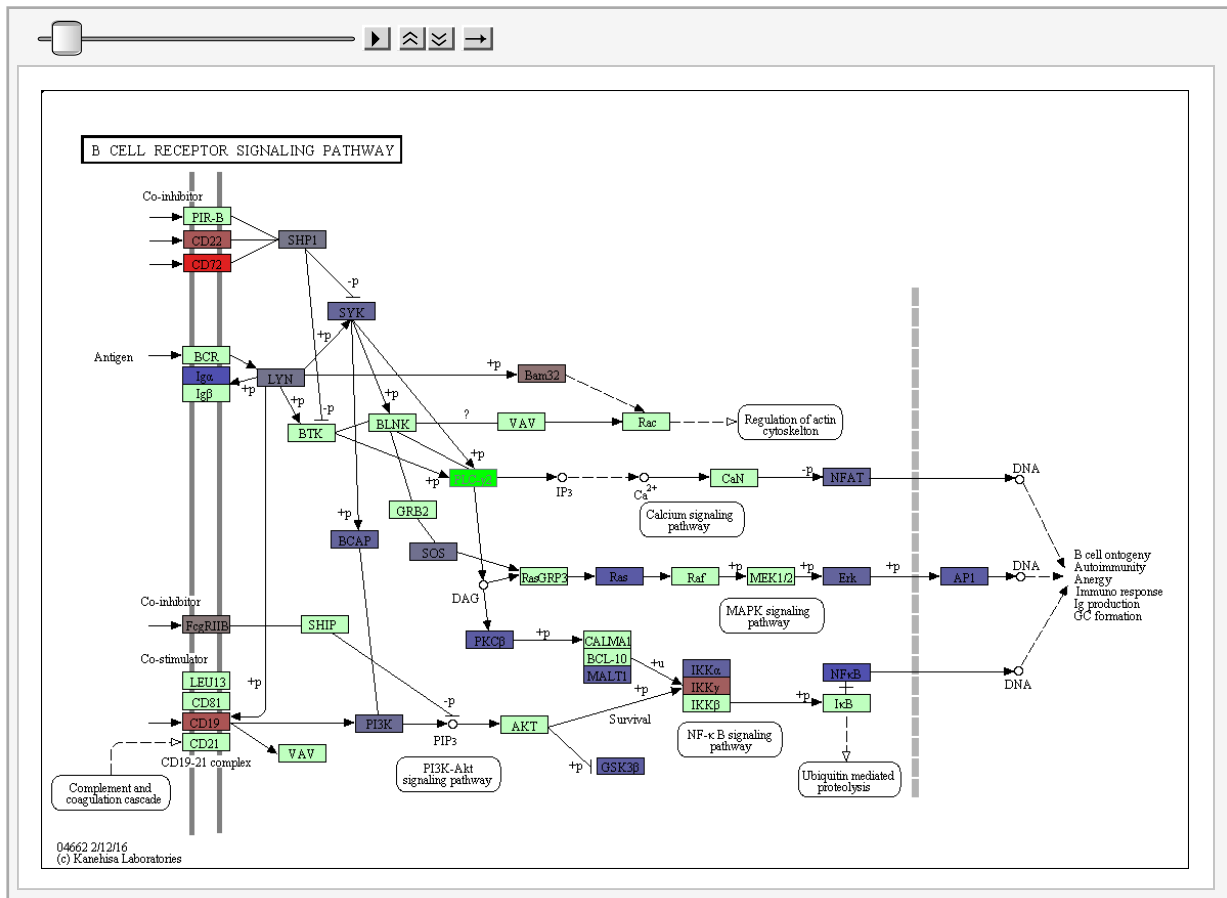 B CELL RECEPTOR SIGNALING PATHWAY
Co-inhibitor
PIR-B
CD22
SHP1
CD72
-p
SYK
+p
Antigen
BCR
+p
Igα
LYN
Bam32
Igβ
+p
+p
-p
+p
?
BTK
BLNK
VAV
Rac
Regulation of actin
cytoskelton
+p
+p
PLC-γ2
IP3
Ca2+
CaN
-p
NFAT
DNA
GRB2
Calcium signaling
pathway
+p
BCAP
SOS
RasGRP3
Ras
Raf
+p
MEK1/2
+p
Erk
+p
AP1
DNA
B cell ontogeny
Autoimmunity
Anergy
Immuno response
Ig production
GC formation
DAG
MAPK signaling
pathway
Co-inhibitor
FcgRIIB
SHIP
PKCβ
+p
CALMA1
BCL-10
MALT1
+u
+p
IKKα
IKKγ
IKKβ
+p
NFκB
IκB
DNA
Co-stimulator
LEU13
+p
CD81
CD19
PI3K
-p
PIP3
AKT
Survival
CD21
VAV
CD19-21 complex
NF-κ B signaling
pathway
PI3K-Akt
signaling pathway
+p
GSK3β
Ubiquitin mediated
proteolysis
Complement and
coagulation cascade
04662 2/12/16
(c) Kanehisa Laboratories